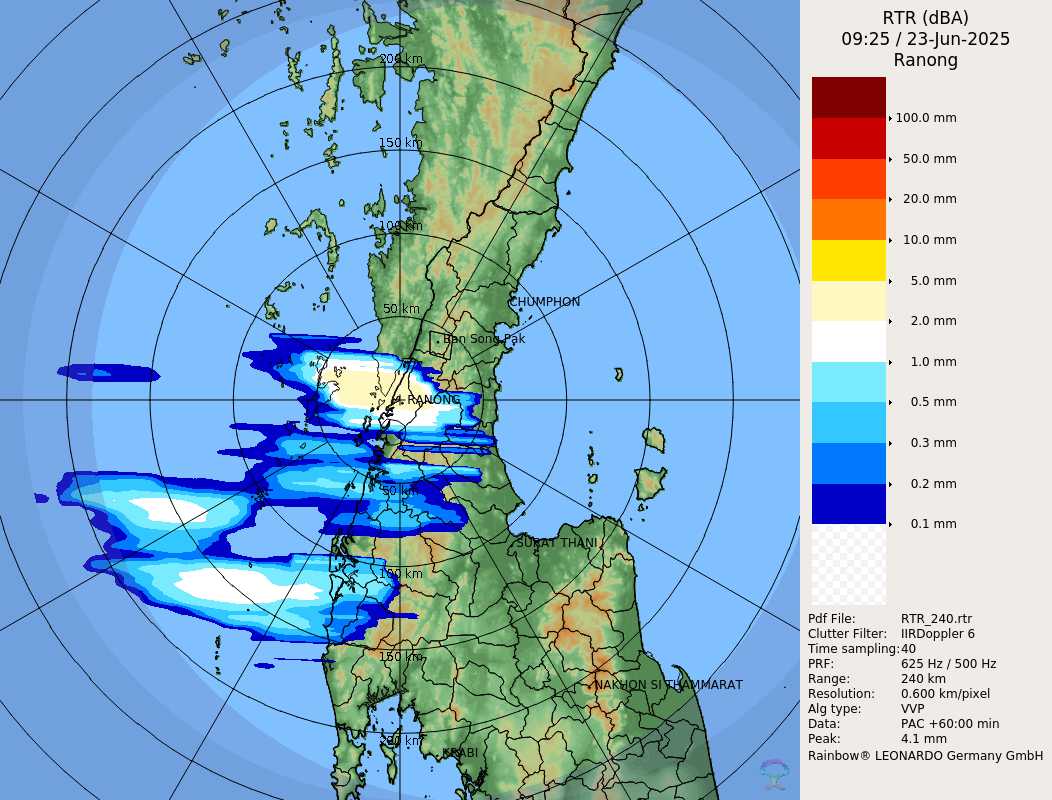 RTR (dBA)
09:25 / 23-Jun-2025
Ranong
200 km
150 km
100 km
50 km
CHUMPHON
Ban Song Pak
RANONG
50 km
SURAT THANI
100 km
150 km
NAKHON SI THAMMARAT
200 km
KRABI
100.0 mm
50.0 mm
20.0 mm
10.0 mm
5.0 mm
2.0 mm
1.0 mm
0.5 mm
0.3 mm
0.2 mm
0.1 mm
Pdf File: RTR_240.rtr
Clutter Filter: IIRDoppler 6
Time sampling:40
PRF: 625 Hz / 500 Hz
Range: 240 km
Resolution: 0.600 km/pixel
Alg type: VVP
Data: PAC +60:00 min
Peak: 4.1 mm
Rainbow® LEONARDO Germany GmbH